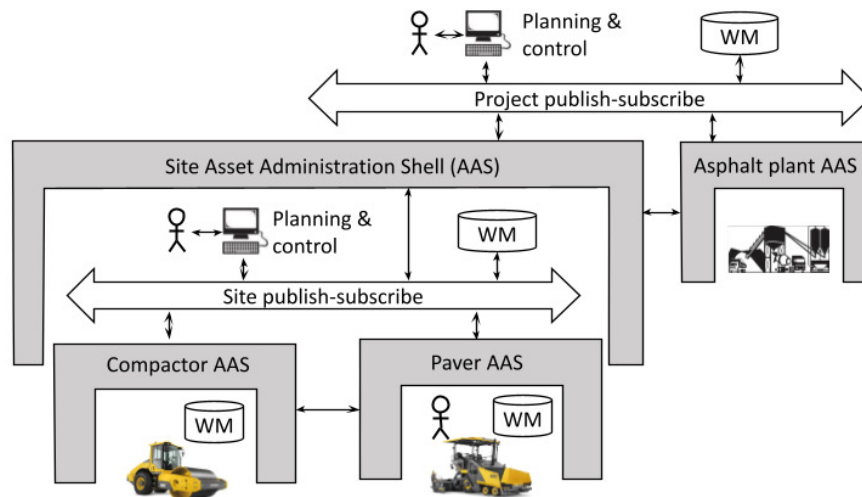 Planning &
control
WM
Project publish-subscribe
Site Asset Administration Shell (AAS)
Asphalt plant AAS
Planning &
control
WM
Site publish-subscribe
Compactor AAS
Paver AAS
WM
WM